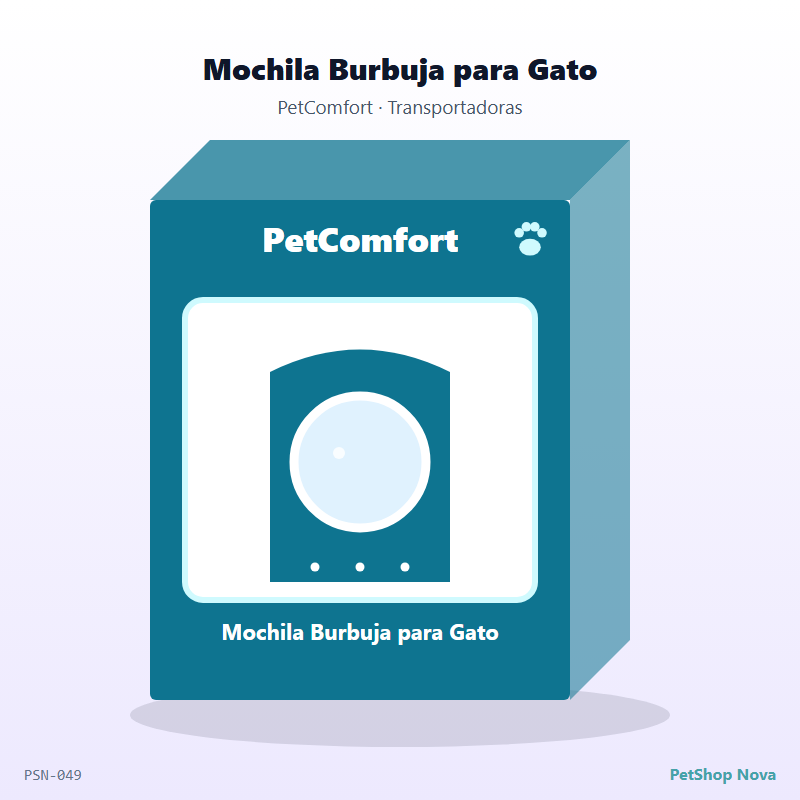 Mochila Burbuja para Gato
PetComfort · Transportadoras
PetComfort
Mochila Burbuja para Gato
PSN-049
PetShop Nova